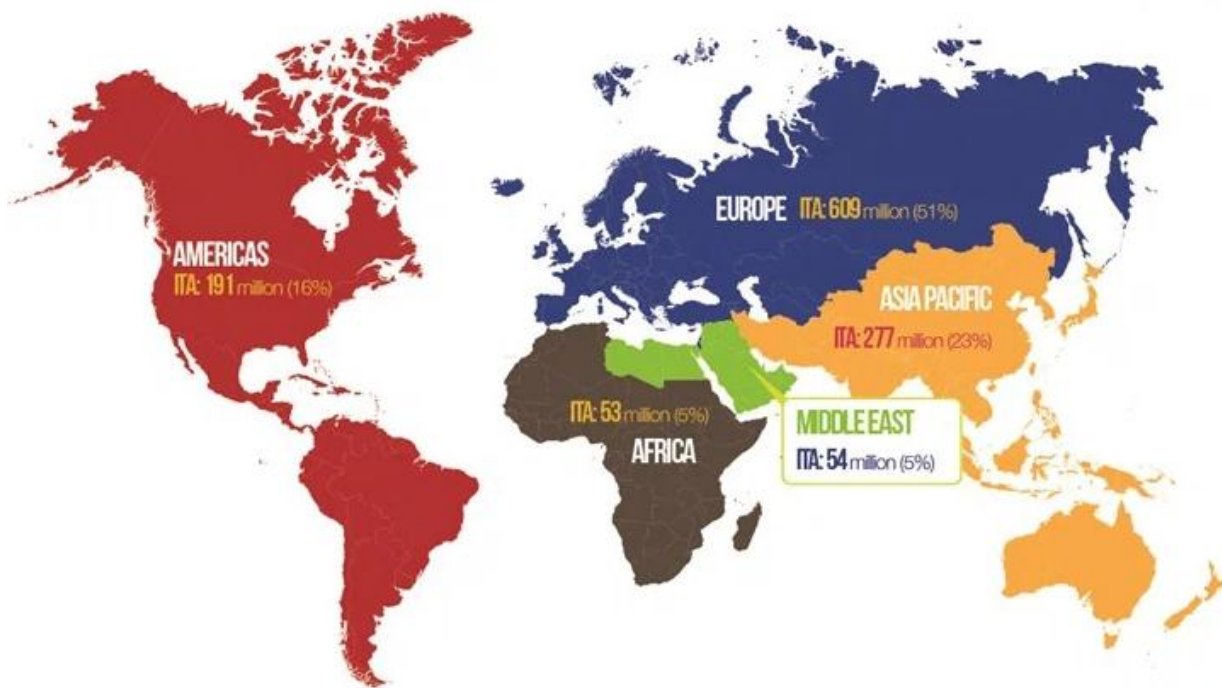 EUROPE ITA: 609 million (51%)
AMERICAS
ITA: 191 million (16%)
ASIA PACIFIC
ITA: 277 million (23%)
ITA: 53 million (5%)
AFRICA
MIDDLE EAST
ITA: 54 million (5%)